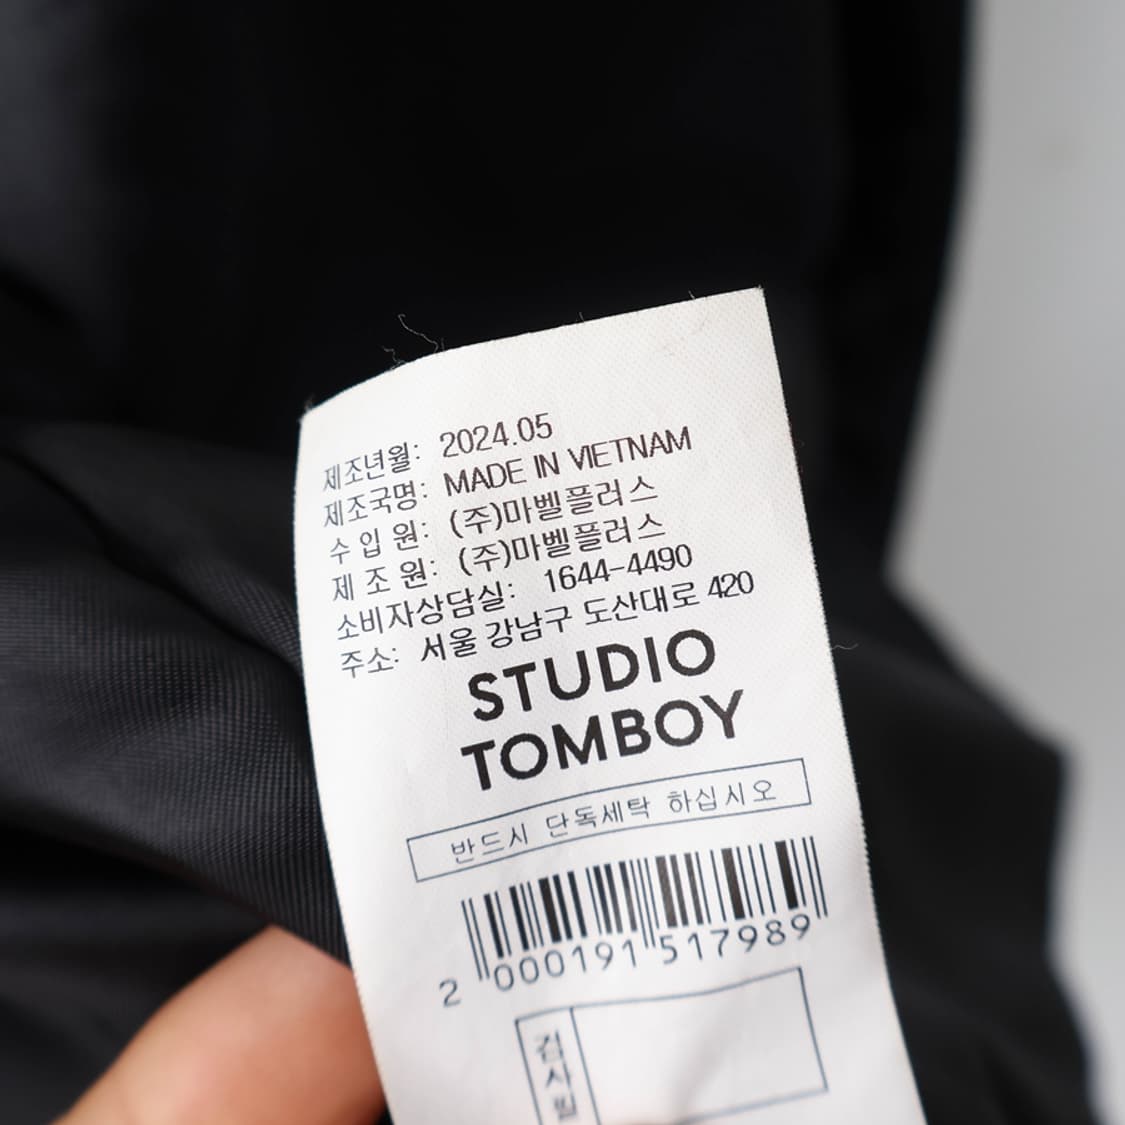 제조년월: 2024.05
제조국명: MADE IN VIETNAM
수 입 원: (주)마벨플러스
제 조 원: (주)마벨플러스
소비자상담실: 1644-4490
주소: 서울 강남구 도산대로 420
STUDIO
TOMBOY
반드시 단독세탁 하십시오
2 000191 517989
검사필